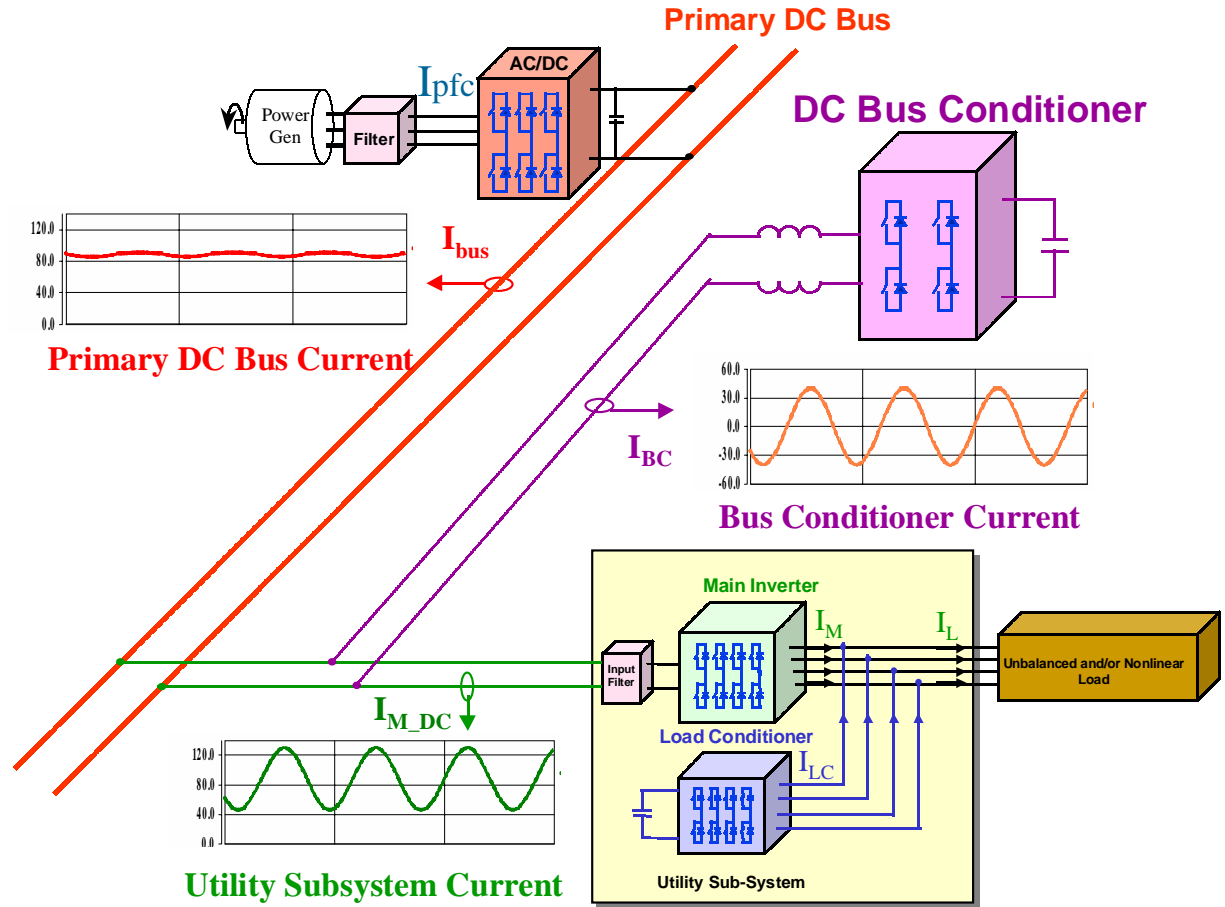 Primary DC Bus
AC/DC
Ipfc
Power
Gen
Filter
DC Bus Conditioner
120.0
80.0
40.0
0.0
Ibus
Primary DC Bus Current
60.0
30.0
0.0
-30.0
-60.0
IBC
Bus Conditioner Current
Main Inverter
IM
IL
Input
Filter
Unbalanced and/or Nonlinear
Load
IM_DC
Load Conditioner
ILC
120.0
80.0
40.0
0.0
Utility Sub-System
Utility Subsystem Current